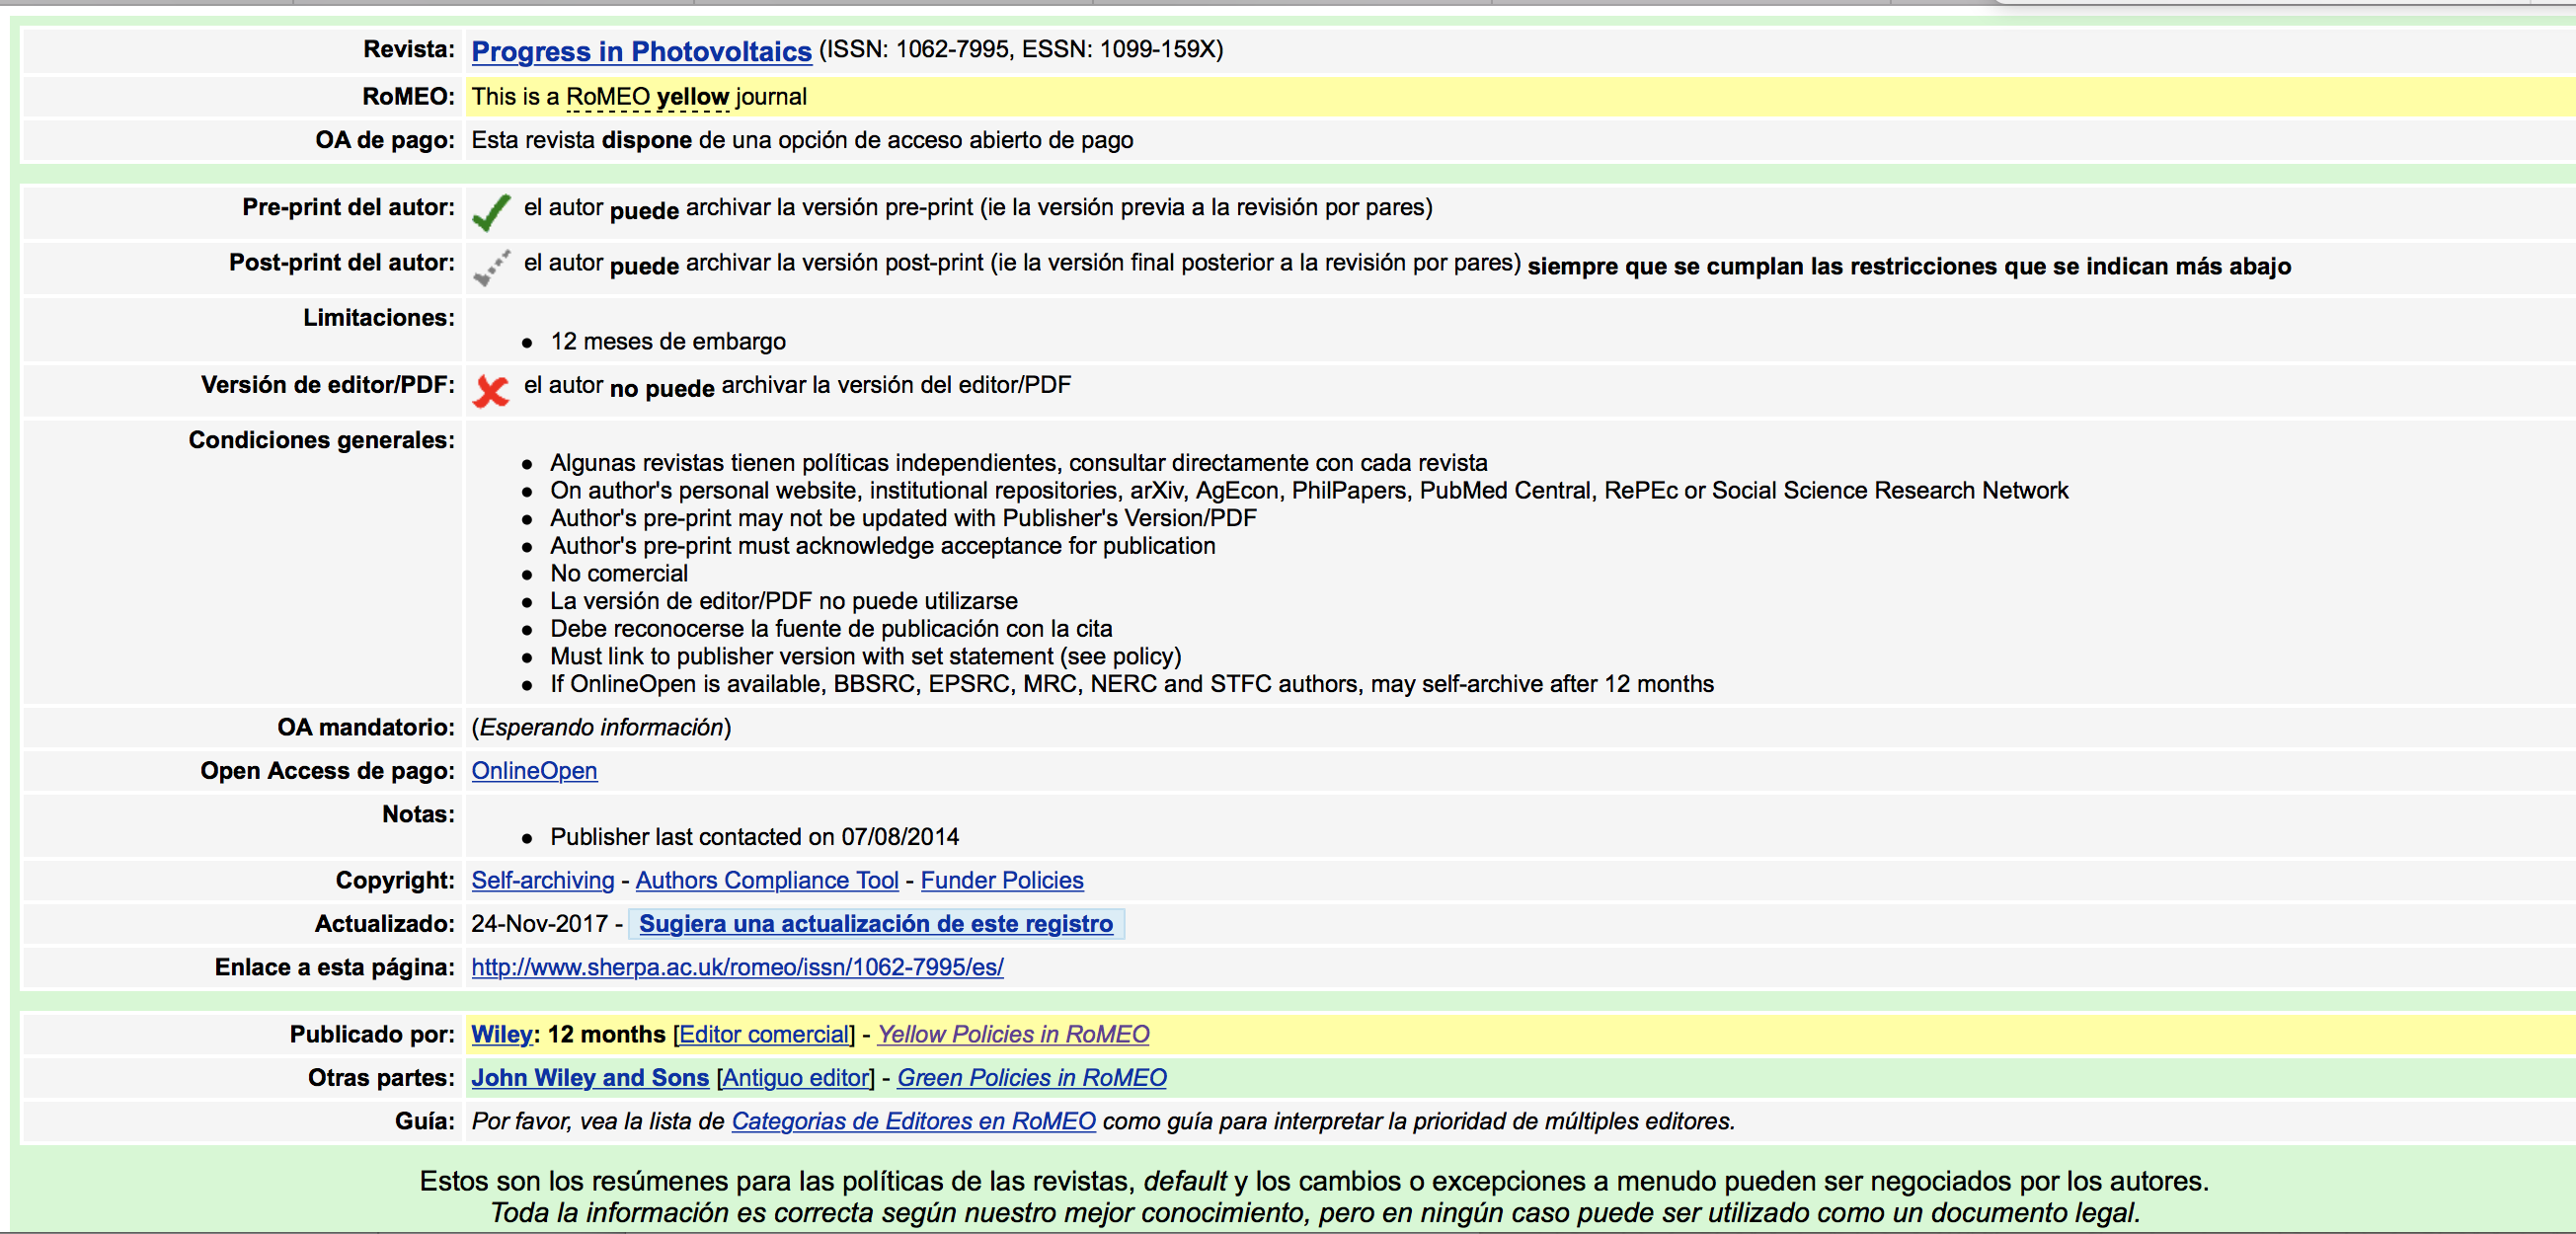 Revista: Progress in Photovoltaics (ISSN: 1062-7995, ESSN: 1099-159X)
RoMEO: This is a RoMEO yellow journal
OA de pago: Esta revista dispone de una opción de acceso abierto de pago
Pre-print del autor: el autor puede archivar la versión pre-print (ie la versión previa a la revisión por pares)
Post-print del autor: el autor puede archivar la versión post-print (ie la versión final posterior a la revisión por pares) siempre que se cumplan las restricciones que se indican más abajo
Limitaciones:
• 12 meses de embargo
Versión de editor/PDF: el autor no puede archivar la versión del editor/PDF
Condiciones generales:
• Algunas revistas tienen políticas independientes, consultar directamente con cada revista
• On author's personal website, institutional repositories, arXiv, AgEcon, PhilPapers, PubMed Central, RePEc or Social Science Research Network
• Author's pre-print may not be updated with Publisher's Version/PDF
• Author's pre-print must acknowledge acceptance for publication
• No comercial
• La versión de editor/PDF no puede utilizarse
• Debe reconocerse la fuente de publicación con la cita
• Must link to publisher version with set statement (see policy)
• If OnlineOpen is available, BBSRC, EPSRC, MRC, NERC and STFC authors, may self-archive after 12 months
OA mandatorio: (Esperando información)
Open Access de pago: OnlineOpen
Notas:
• Publisher last contacted on 07/08/2014
Copyright: Self-archiving - Authors Compliance Tool - Funder Policies
Actualizado: 24-Nov-2017 - Sugiera una actualización de este registro
Enlace a esta página: http://www.sherpa.ac.uk/romeo/issn/1062-7995/es/
Publicado por: Wiley: 12 months [Editor comercial] - Yellow Policies in RoMEO
Otras partes: John Wiley and Sons [Antiguo editor] - Green Policies in RoMEO
Guía: Por favor, vea la lista de Categorias de Editores en RoMEO como guía para interpretar la prioridad de múltiples editores.
Estos son los resúmenes para las políticas de las revistas, default y los cambios o excepciones a menudo pueden ser negociados por los autores.
Toda la información es correcta según nuestro mejor conocimiento, pero en ningún caso puede ser utilizado como un documento legal.